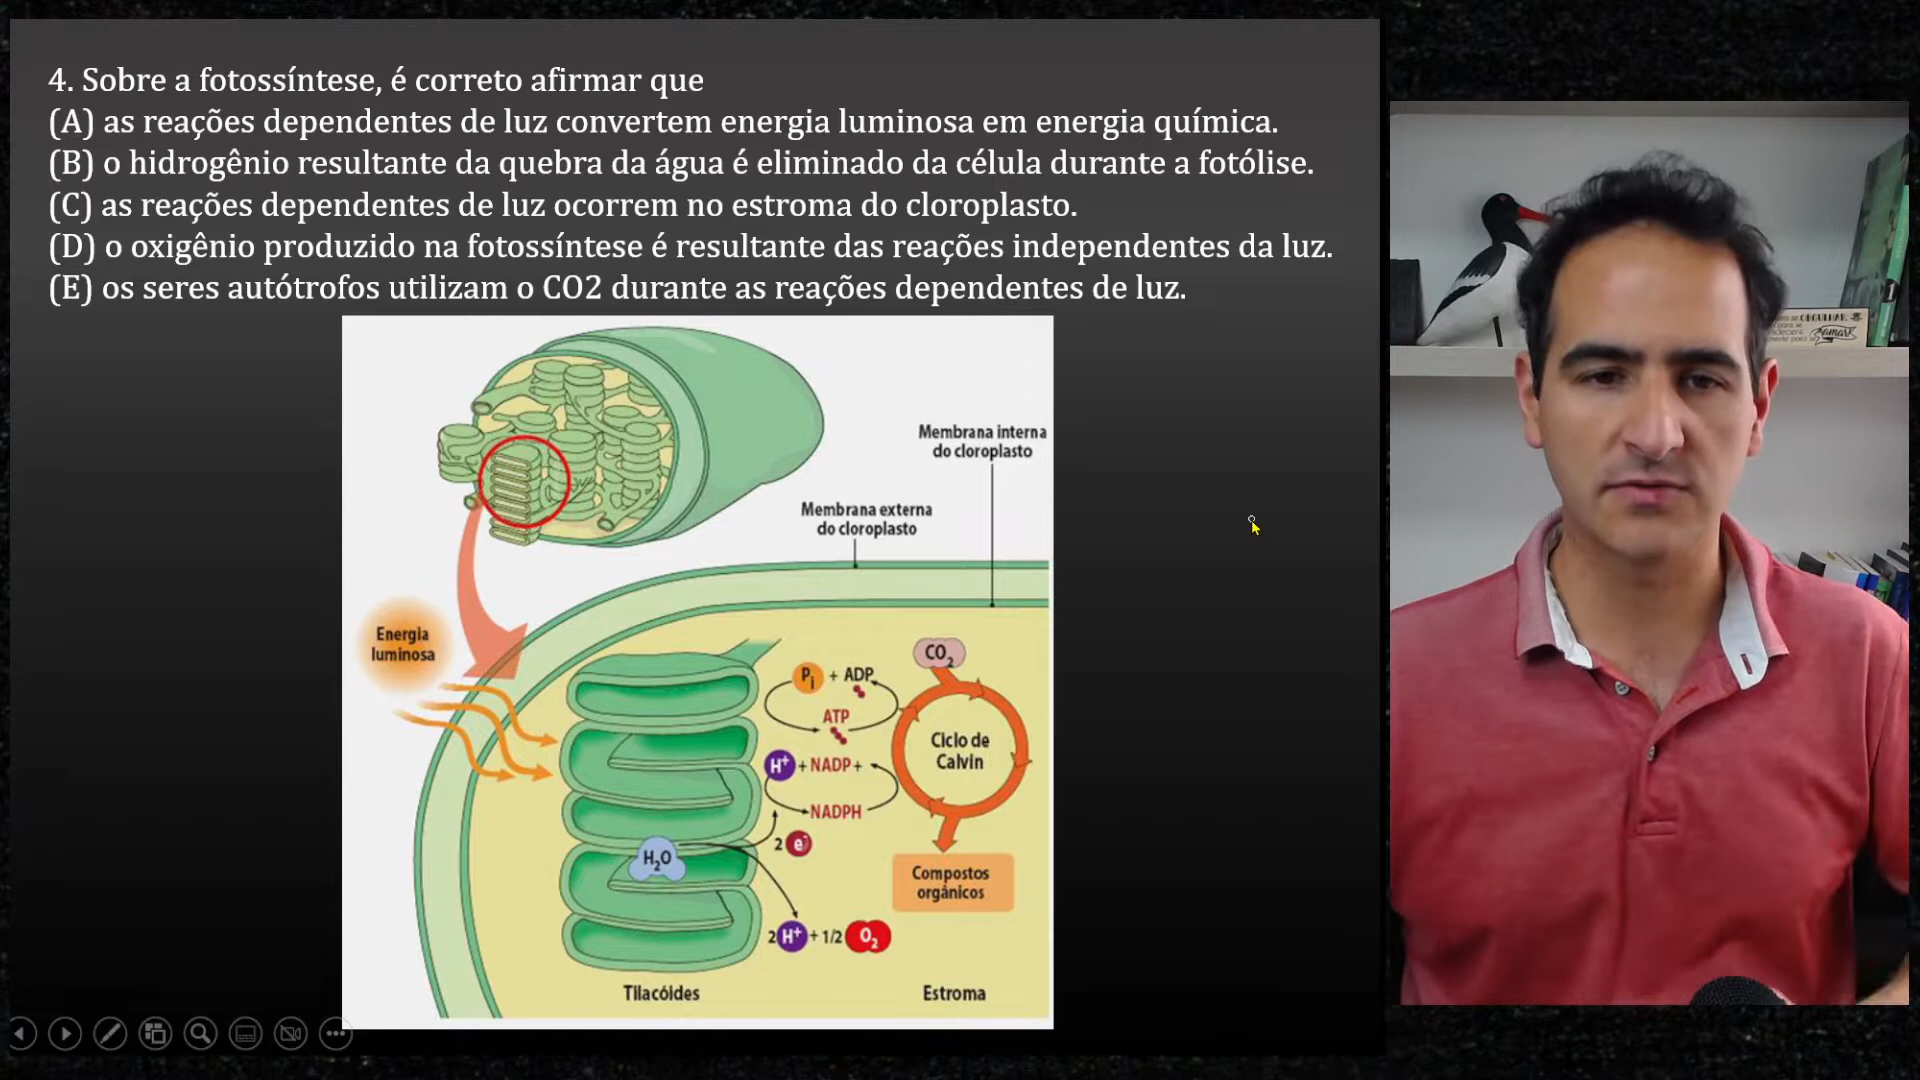 4. Sobre a fotossíntese, é correto afirmar que
(A) as reações dependentes de luz convertem energia luminosa em energia química.
(B) o hidrogênio resultante da quebra da água é eliminado da célula durante a fotólise.
(C) as reações dependentes de luz ocorrem no estroma do cloroplasto.
(D) o oxigênio produzido na fotossíntese é resultante das reações independentes da luz.
(E) os seres autótrofos utilizam o CO2 durante as reações dependentes de luz.
Membrana interna
do cloroplasto
Membrana externa
do cloroplasto
Energia
luminosa
CO2
Pi + ADP
ATP
Ciclo de
Calvin
H+ + NADP+
NADPH
2 e-
H2O
Compostos
orgânicos
2 H+ + 1/2 O2
Tilacóides
Estroma
ORGULHAR
amar
1